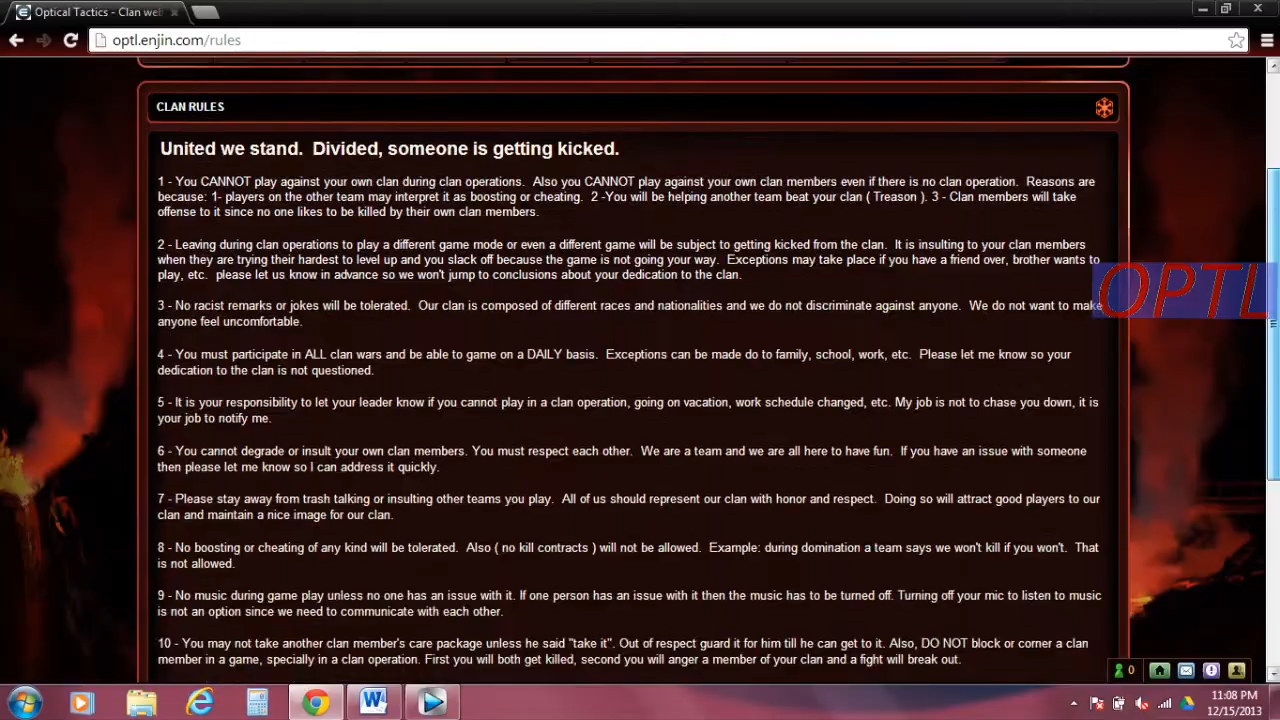 Optical Tactics - Clan web
optl.enjin.com/rules
CLAN RULES
United we stand.  Divided, someone is getting kicked.
1 - You CANNOT play against your own clan during clan operations.  Also you CANNOT play against your own clan members even if there is no clan operation.  Reasons are
because: 1- players on the other team may interpret it as boosting or cheating.  2 -You will be helping another team beat your clan ( Treason ). 3 - Clan members will take
offense to it since no one likes to be killed by their own clan members.
2 - Leaving during clan operations to play a different game mode or even a different game will be subject to getting kicked from the clan.  It is insulting to your clan members
when they are trying their hardest to level up and you slack off because the game is not going your way.  Exceptions may take place if you have a friend over, brother wants to
play, etc.  please let us know in advance so we won't jump to conclusions about your dedication to the clan.
OPTL
3 - No racist remarks or jokes will be tolerated.  Our clan is composed of different races and nationalities and we do not discriminate against anyone.  We do not want to make
anyone feel uncomfortable.
4 - You must participate in ALL clan wars and be able to game on a DAILY basis.  Exceptions can be made do to family, school, work, etc.  Please let me know so your
dedication to the clan is not questioned.
5 - It is your responsibility to let your leader know if you cannot play in a clan operation, going on vacation, work schedule changed, etc. My job is not to chase you down, it is
your job to notify me.
6 - You cannot degrade or insult your own clan members. You must respect each other.  We are a team and we are all here to have fun.  If you have an issue with someone
then please let me know so I can address it quickly.
7 - Please stay away from trash talking or insulting other teams you play.  All of us should represent our clan with honor and respect.  Doing so will attract good players to our
clan and maintain a nice image for our clan.
8 - No boosting or cheating of any kind will be tolerated.  Also ( no kill contracts ) will not be allowed.  Example: during domination a team says we won't kill if you won't.  That
is not allowed.
9 - No music during game play unless no one has an issue with it. If one person has an issue with it then the music has to be turned off. Turning off your mic to listen to music
is not an option since we need to communicate with each other.
10 - You may not take another clan member's care package unless he said "take it". Out of respect guard it for him till he can get to it. Also, DO NOT block or corner a clan
member in a game, specially in a clan operation. First you will both get killed, second you will anger a member of your clan and a fight will break out.
0
11:08 PM
12/15/2013